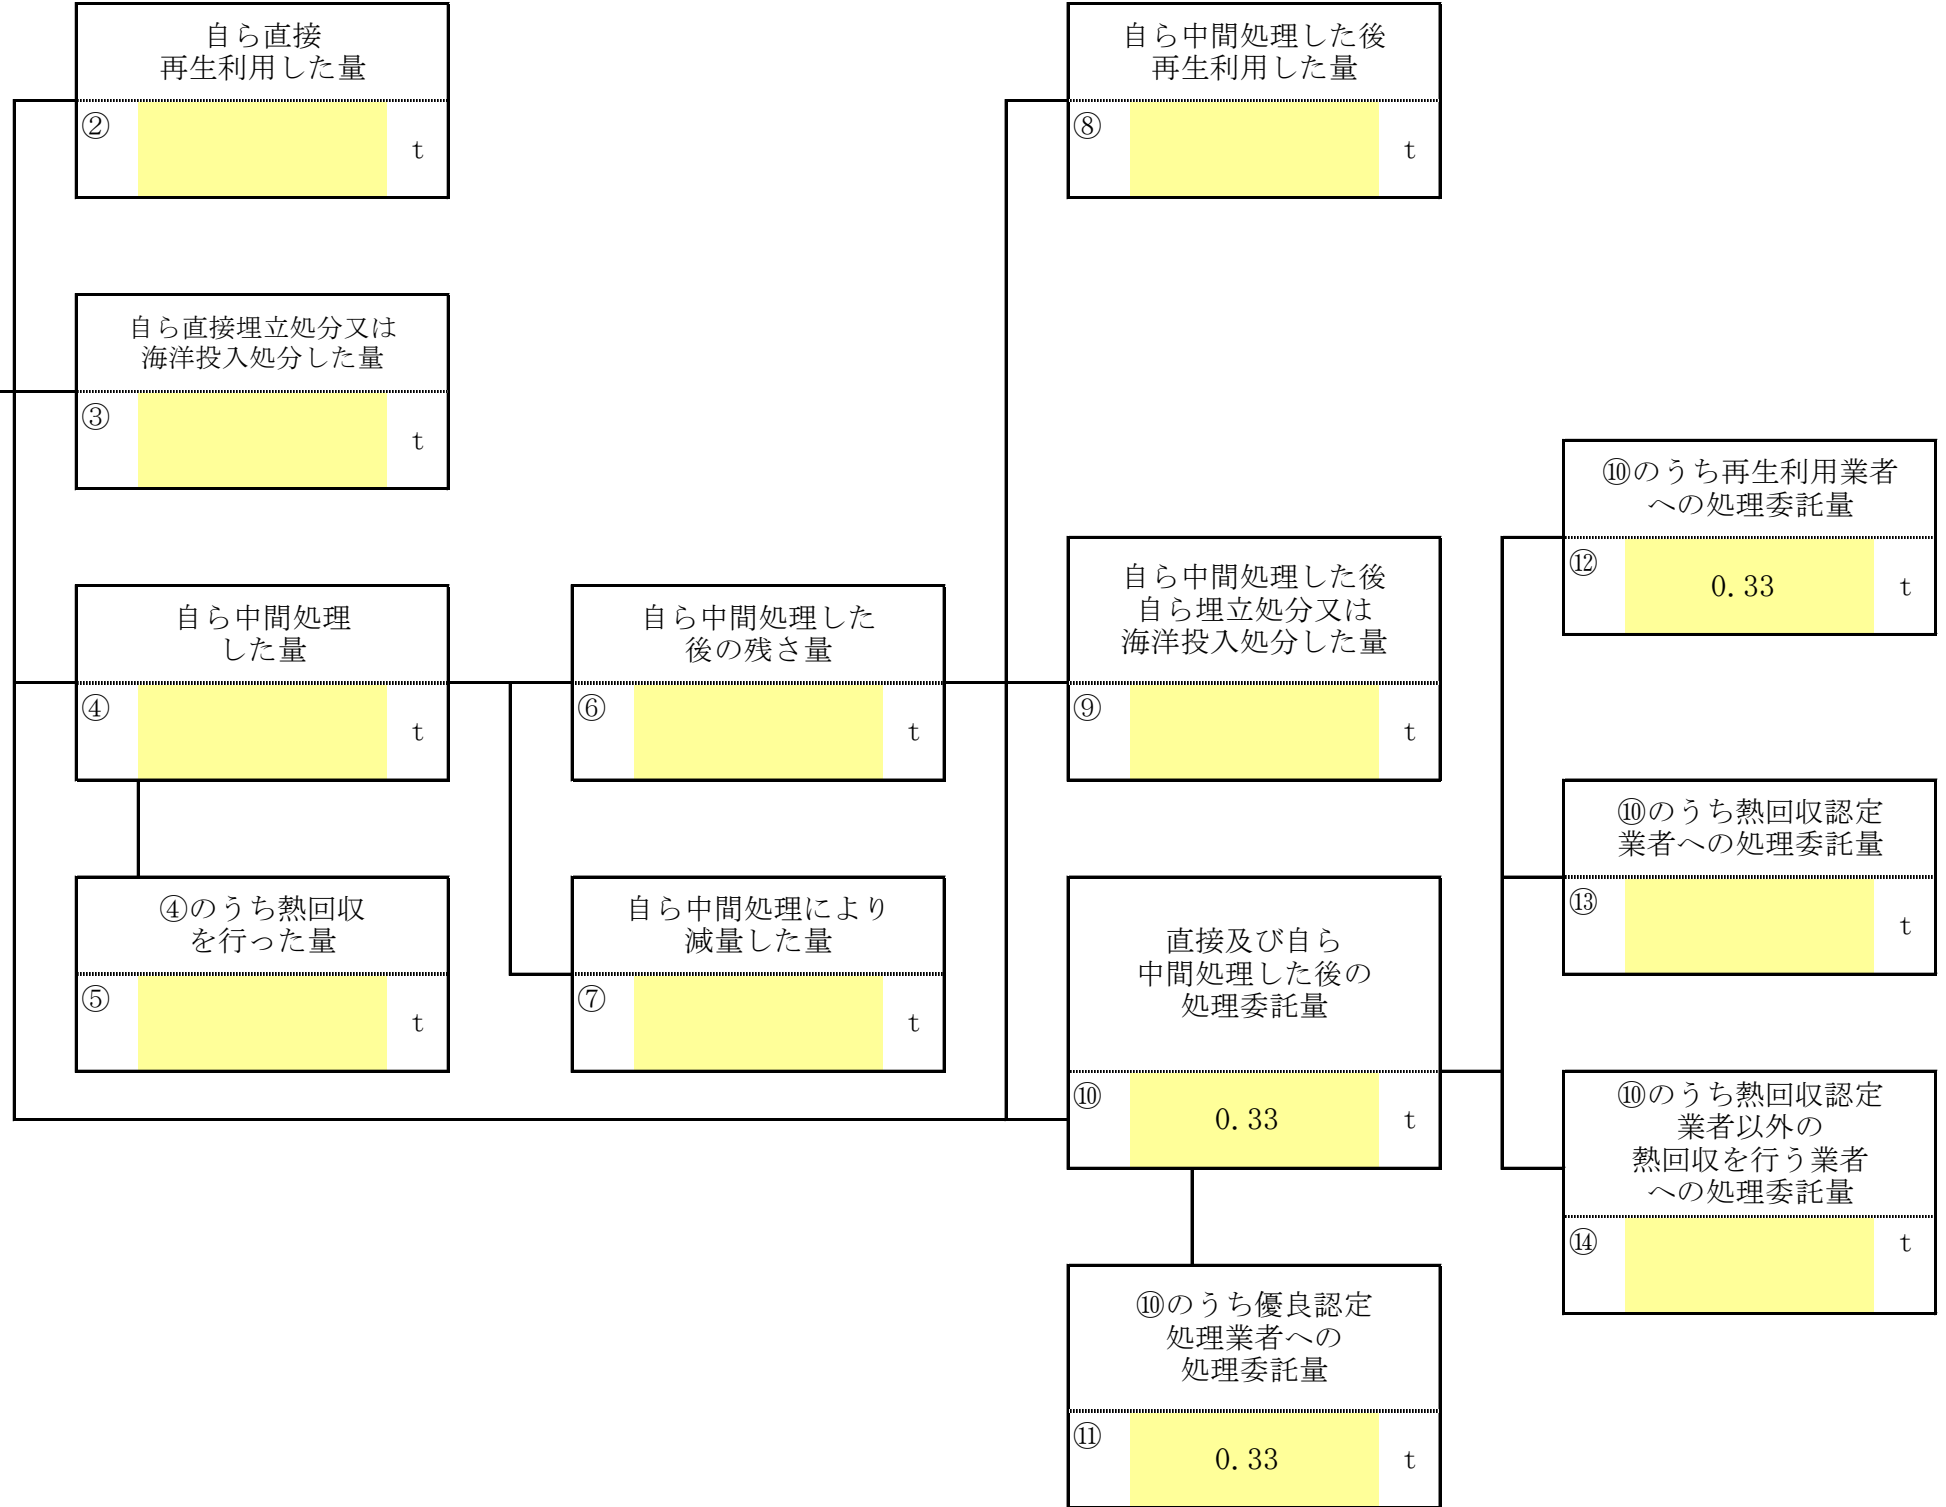 自ら直接
再生利用した量
②
t
自ら中間処理した後
再生利用した量
⑧
t
自ら直接埋立処分又は
海洋投入処分した量
③
t
⑩のうち再生利用業者
への処理委託量
⑫
0.33
t
自ら中間処理
した量
④
t
自ら中間処理した
後の残さ量
⑥
t
自ら中間処理した後
自ら埋立処分又は
海洋投入処分した量
⑨
t
⑩のうち熱回収認定
業者への処理委託量
⑬
t
④のうち熱回収
を行った量
⑤
t
自ら中間処理により
減量した量
⑦
t
直接及び自ら
中間処理した後の
処理委託量
⑩
0.33
t
⑩のうち熱回収認定
業者以外の
熱回収を行う業者
への処理委託量
⑭
t
⑩のうち優良認定
処理業者への
処理委託量
⑪
0.33
t